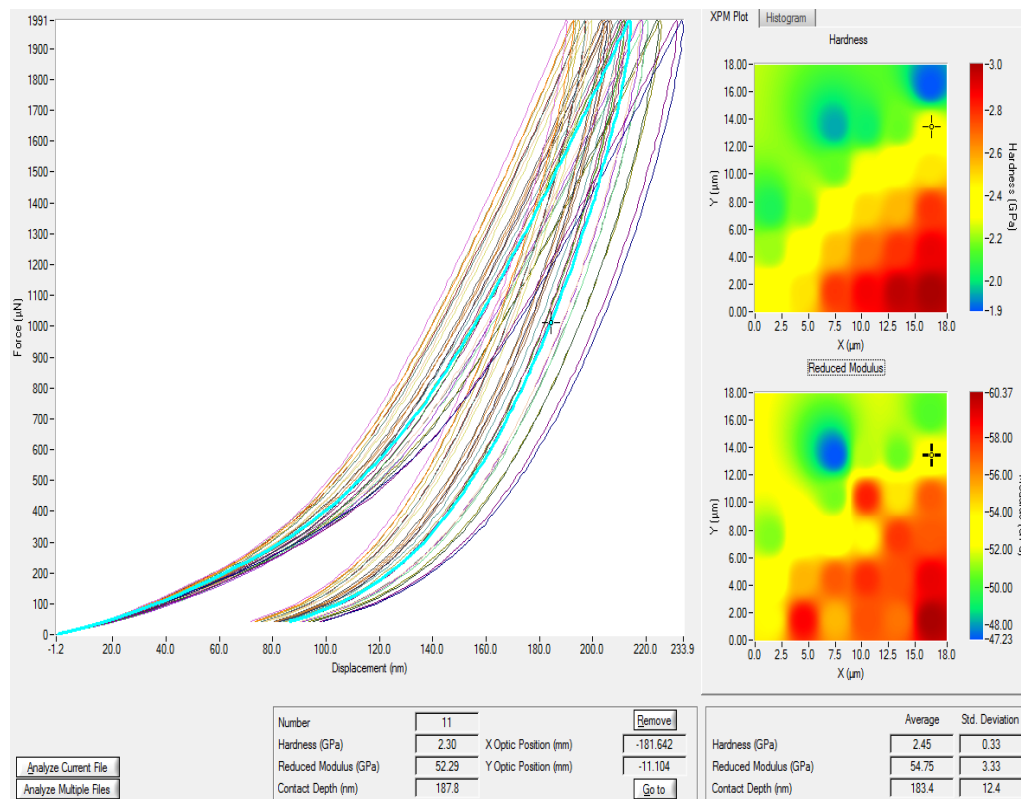 XPM Plot Histogram
1991
1900
1800
1700
1600
1500
1400
1300
1200
1100
1000
900
800
700
600
500
400
300
200
100
0
Force (µN)
-1.2 20.0 40.0 60.0 80.0 100.0 120.0 140.0 160.0 180.0 200.0 220.0 233.9
Displacement (nm)
Hardness
18.00
16.00
14.00
12.00
10.00
8.00
6.00
4.00
2.00
0.00
Y (µm)
0.0 2.5 5.0 7.5 10.0 12.5 15.0 18.0
X (µm)
3.0
2.8
2.6
2.4
2.2
2.1
1.9
Hardness (GPa)
Reduced Modulus
18.00
16.00
14.00
12.00
10.00
8.00
6.00
4.00
2.00
0.00
Y (µm)
0.0 2.5 5.0 7.5 10.0 12.5 15.0 18.0
X (µm)
60.37
58.00
56.00
54.00
52.00
50.00
48.00
47.23
Analyze Current File
Analyze Multiple Files
Number 11 Remove
Hardness (GPa) 2.30 X Optic Position (mm) -181.642
Reduced Modulus (GPa) 52.29 Y Optic Position (mm) -11.104
Contact Depth (nm) 187.8 Go to
Average Std. Deviation
Hardness (GPa) 2.45 0.33
Reduced Modulus (GPa) 54.75 3.33
Contact Depth (nm) 183.4 12.4